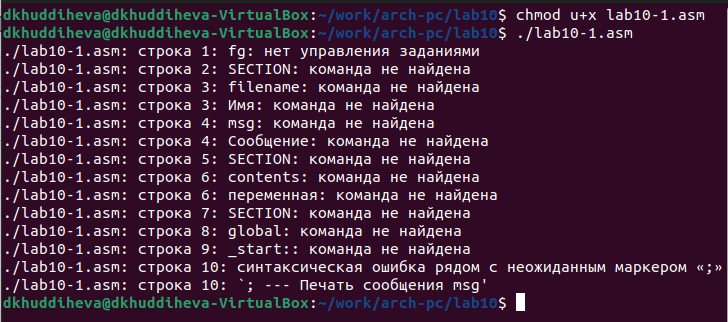 dkhuddiheva@dkhuddiheva-VirtualBox:~/work/arch-pc/lab10$ chmod u+x lab10-1.asm
dkhuddiheva@dkhuddiheva-VirtualBox:~/work/arch-pc/lab10$ ./lab10-1.asm
./lab10-1.asm: строка 1: fg: нет управления заданиями
./lab10-1.asm: строка 2: SECTION: команда не найдена
./lab10-1.asm: строка 3: filename: команда не найдена
./lab10-1.asm: строка 3: Имя: команда не найдена
./lab10-1.asm: строка 4: msg: команда не найдена
./lab10-1.asm: строка 4: Сообщение: команда не найдена
./lab10-1.asm: строка 5: SECTION: команда не найдена
./lab10-1.asm: строка 6: contents: команда не найдена
./lab10-1.asm: строка 6: переменная: команда не найдена
./lab10-1.asm: строка 7: SECTION: команда не найдена
./lab10-1.asm: строка 8: global: команда не найдена
./lab10-1.asm: строка 9: _start:: команда не найдена
./lab10-1.asm: строка 10: синтаксическая ошибка рядом с неожиданным маркером «;»
./lab10-1.asm: строка 10: `; --- Печать сообщения msg'
dkhuddiheva@dkhuddiheva-VirtualBox:~/work/arch-pc/lab10$